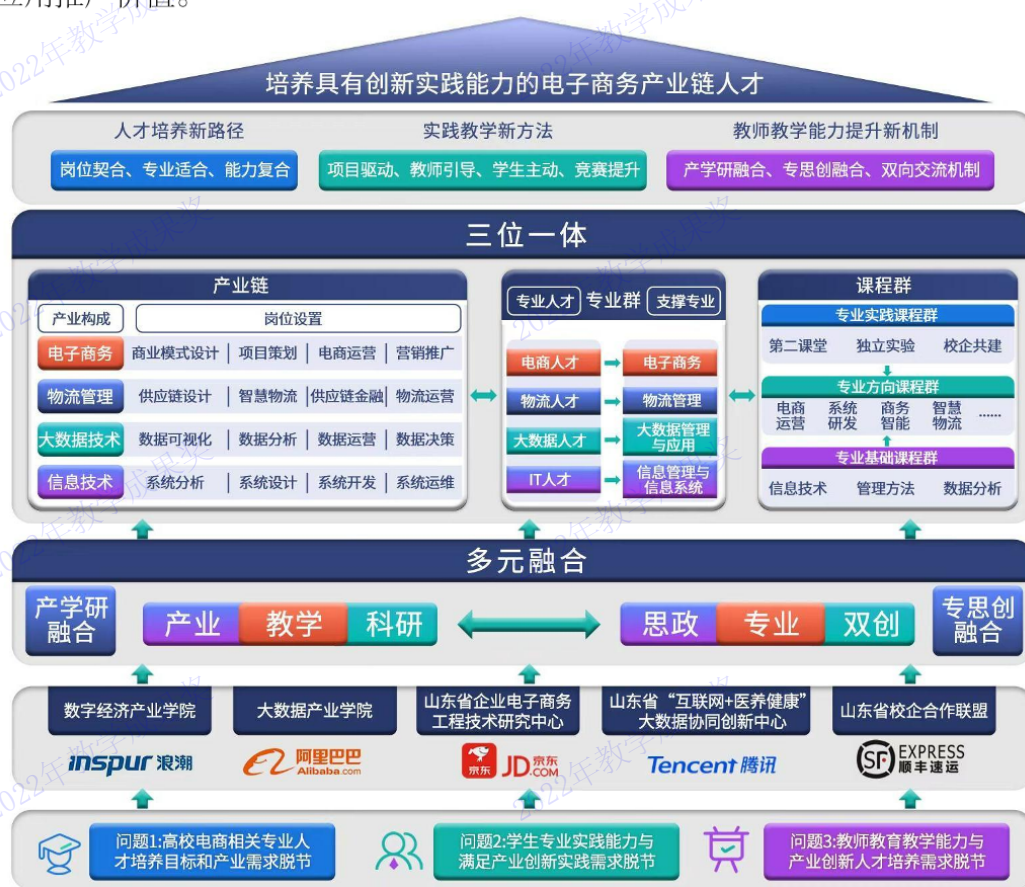 应用推广价值。
培养具有创新实践能力的电子商务产业链人才
人才培养新路径 实践教学新方法 教师教学能力提升新机制
岗位契合、专业适合、能力复合 项目驱动、教师引导、学生主动、竞赛提升 产学研融合、专思创融合、双向交流机制
三位一体
产业链
产业构成 岗位设置
电子商务 商业模式设计 项目策划 电商运营 营销推广
物流管理 供应链设计 智慧物流 供应链金融 物流运营
大数据技术 数据可视化 数据分析 数据运营 数据决策
信息技术 系统分析 系统设计 系统开发 系统运维
专业人才 专业群 支撑专业
电商人才 电子商务
物流人才 物流管理
大数据人才 大数据管理
与应用
IT人才 信息管理与
信息系统
课程群
专业实践课程群
第二课堂 独立实验 校企共建
专业方向课程群
电商 系统 商务 智慧 ……
运营 研发 智能 物流
专业基础课程群
信息技术 管理方法 数据分析
多元融合
产学研
融合
产业 教学 科研
思政 专业 双创
专思创
融合
数字经济产业学院
大数据产业学院
山东省企业电子商务
工程技术研究中心
山东省“互联网+医养健康”
大数据协同创新中心
山东省校企合作联盟
inspur 浪潮
阿里巴巴
Alibaba.com
京东 JD.COM 京东
Tencent 腾讯
SF EXPRESS
顺丰速运
问题1:高校电商相关专业人
才培养目标和产业需求脱节
问题2:学生专业实践能力与
满足产业创新实践需求脱节
问题3:教师教育教学能力与
产业创新人才培养需求脱节
2022年教学成果奖